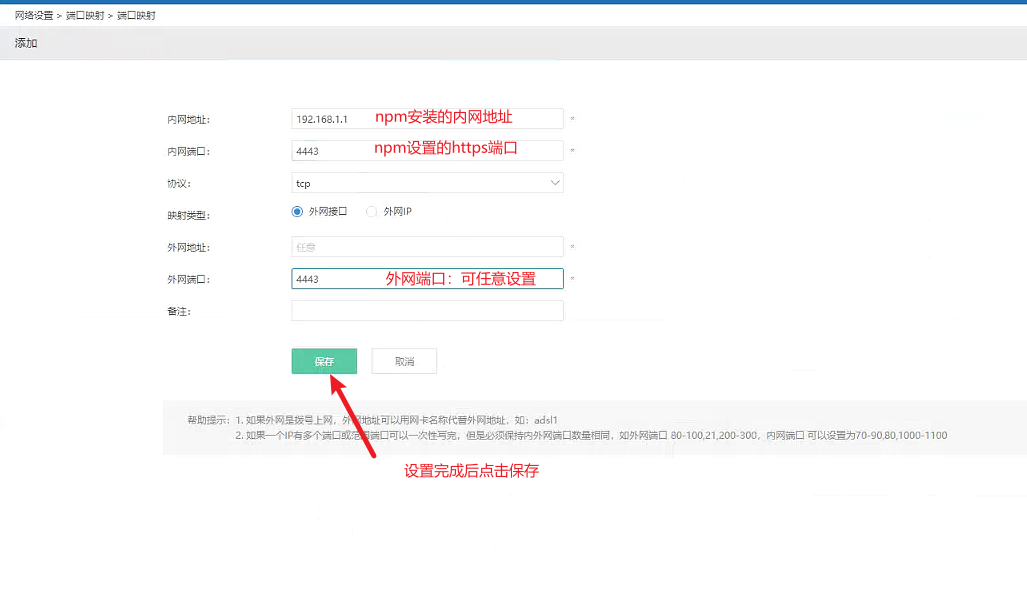 网络设置 > 端口映射 > 端口映射
添加
内网地址: 192.168.1.1 npm安装的内网地址 *
内网端口: 4443 npm设置的https端口 *
协议: tcp
映射类型: 外网接口 外网IP
外网地址: 任意 *
外网端口: 4443 外网端口：可任意设置 *
备注:
保存 取消
帮助提示: 1. 如果外网是拨号上网，外网地址可以用网卡名称代替外网地址，如：adsl1
2. 如果一个IP有多个端口或范围端口可以一次性写完，但是必须保持内外网端口数量相同，如外网端口 80-100,21,200-300，内网端口 可以设置为70-90,80,1000-1100
设置完成后点击保存